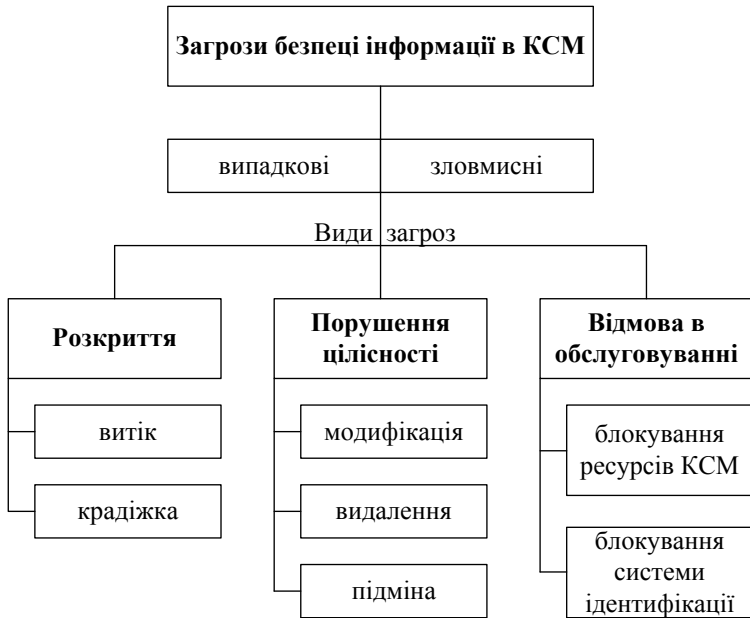 Загрози безпеці інформації в КСМ
випадкові
зловмисні
Види загроз
Розкриття
витік
крадіжка
Порушення
цілісності
модифікація
видалення
підміна
Відмова в
обслуговуванні
блокування
ресурсів КСМ
блокування
системи
ідентифікації